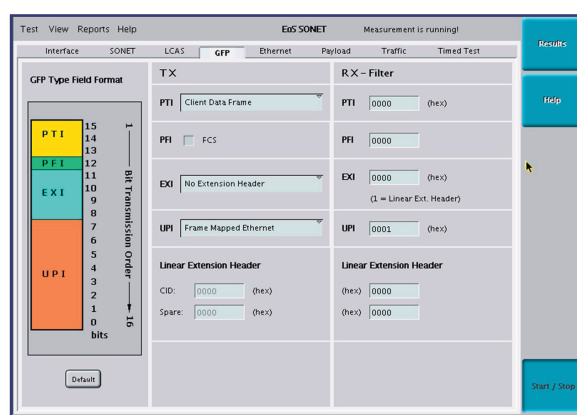 Test View Reports Help EoS SONET Measurement is running!
Results
Interface SONET LCAS GFP Ethernet Payload Traffic Timed Test
GFP Type Field Format
TX
RX – Filter
Help
PTI Client Data Frame
PTI 0000 (hex)
PFI FCS
PFI 0000
EXI No Extension Header
EXI 0000 (hex)
(1 = Linear Ext. Header)
UPI Frame Mapped Ethernet
UPI 0001 (hex)
Linear Extension Header
Linear Extension Header
CID: 0000 (hex)
(hex) 0000
Spare: 0000 (hex)
(hex) 0000
PTI
PFI
EXI
UPI
15
14
13
12
11
10
9
8
7
6
5
4
3
2
1
0
bits
1 Bit Transmission Order 16
Default
Start / Stop